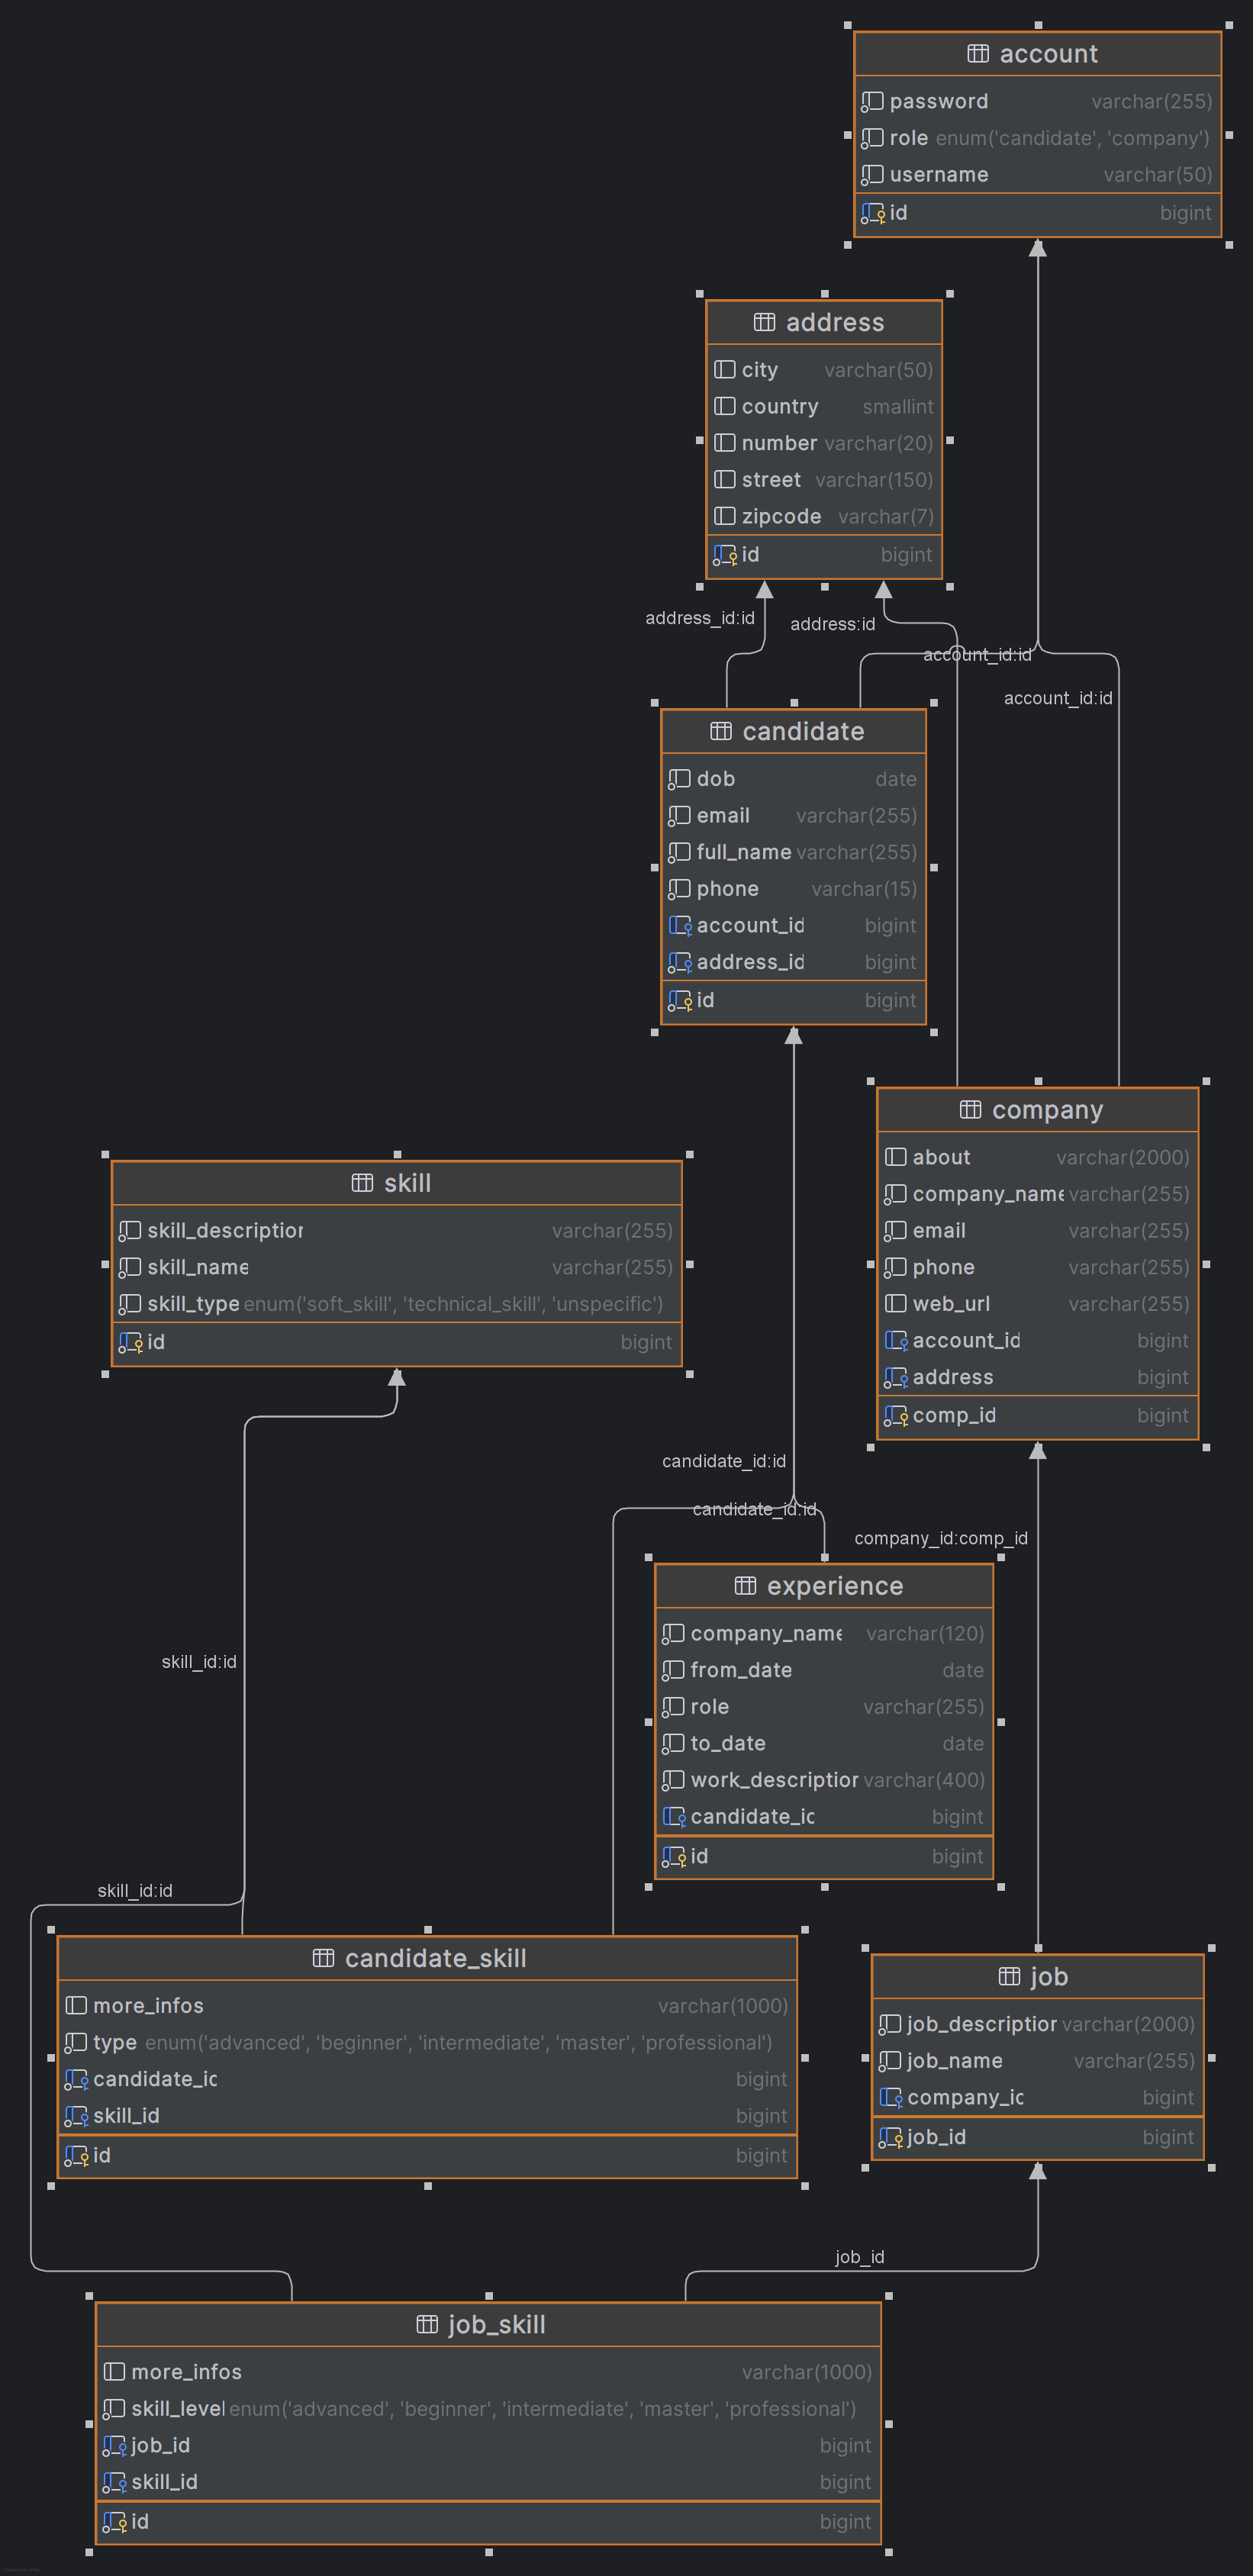 account
password varchar(255)
role enum('candidate', 'company')
username varchar(50)
id bigint
address
city varchar(50)
country smallint
number varchar(20)
street varchar(150)
zipcode varchar(7)
id bigint
address_id:id
address:id
account_id:id
account_id:id
candidate
dob date
email varchar(255)
full_name varchar(255)
phone varchar(15)
account_id bigint
address_id bigint
id bigint
company
about varchar(2000)
company_name varchar(255)
email varchar(255)
phone varchar(255)
web_url varchar(255)
account_id bigint
address bigint
comp_id bigint
skill
skill_description varchar(255)
skill_name varchar(255)
skill_type enum('soft_skill', 'technical_skill', 'unspecific')
id bigint
candidate_id:id
candidate_id:id
company_id:comp_id
experience
company_name varchar(120)
from_date date
role varchar(255)
to_date date
work_description varchar(400)
candidate_id bigint
id bigint
skill_id:id
skill_id:id
candidate_skill
more_infos varchar(1000)
type enum('advanced', 'beginner', 'intermediate', 'master', 'professional')
candidate_id bigint
skill_id bigint
id bigint
job
job_description varchar(2000)
job_name varchar(255)
company_id bigint
job_id bigint
job_id
job_skill
more_infos varchar(1000)
skill_level enum('advanced', 'beginner', 'intermediate', 'master', 'professional')
job_id bigint
skill_id bigint
id bigint